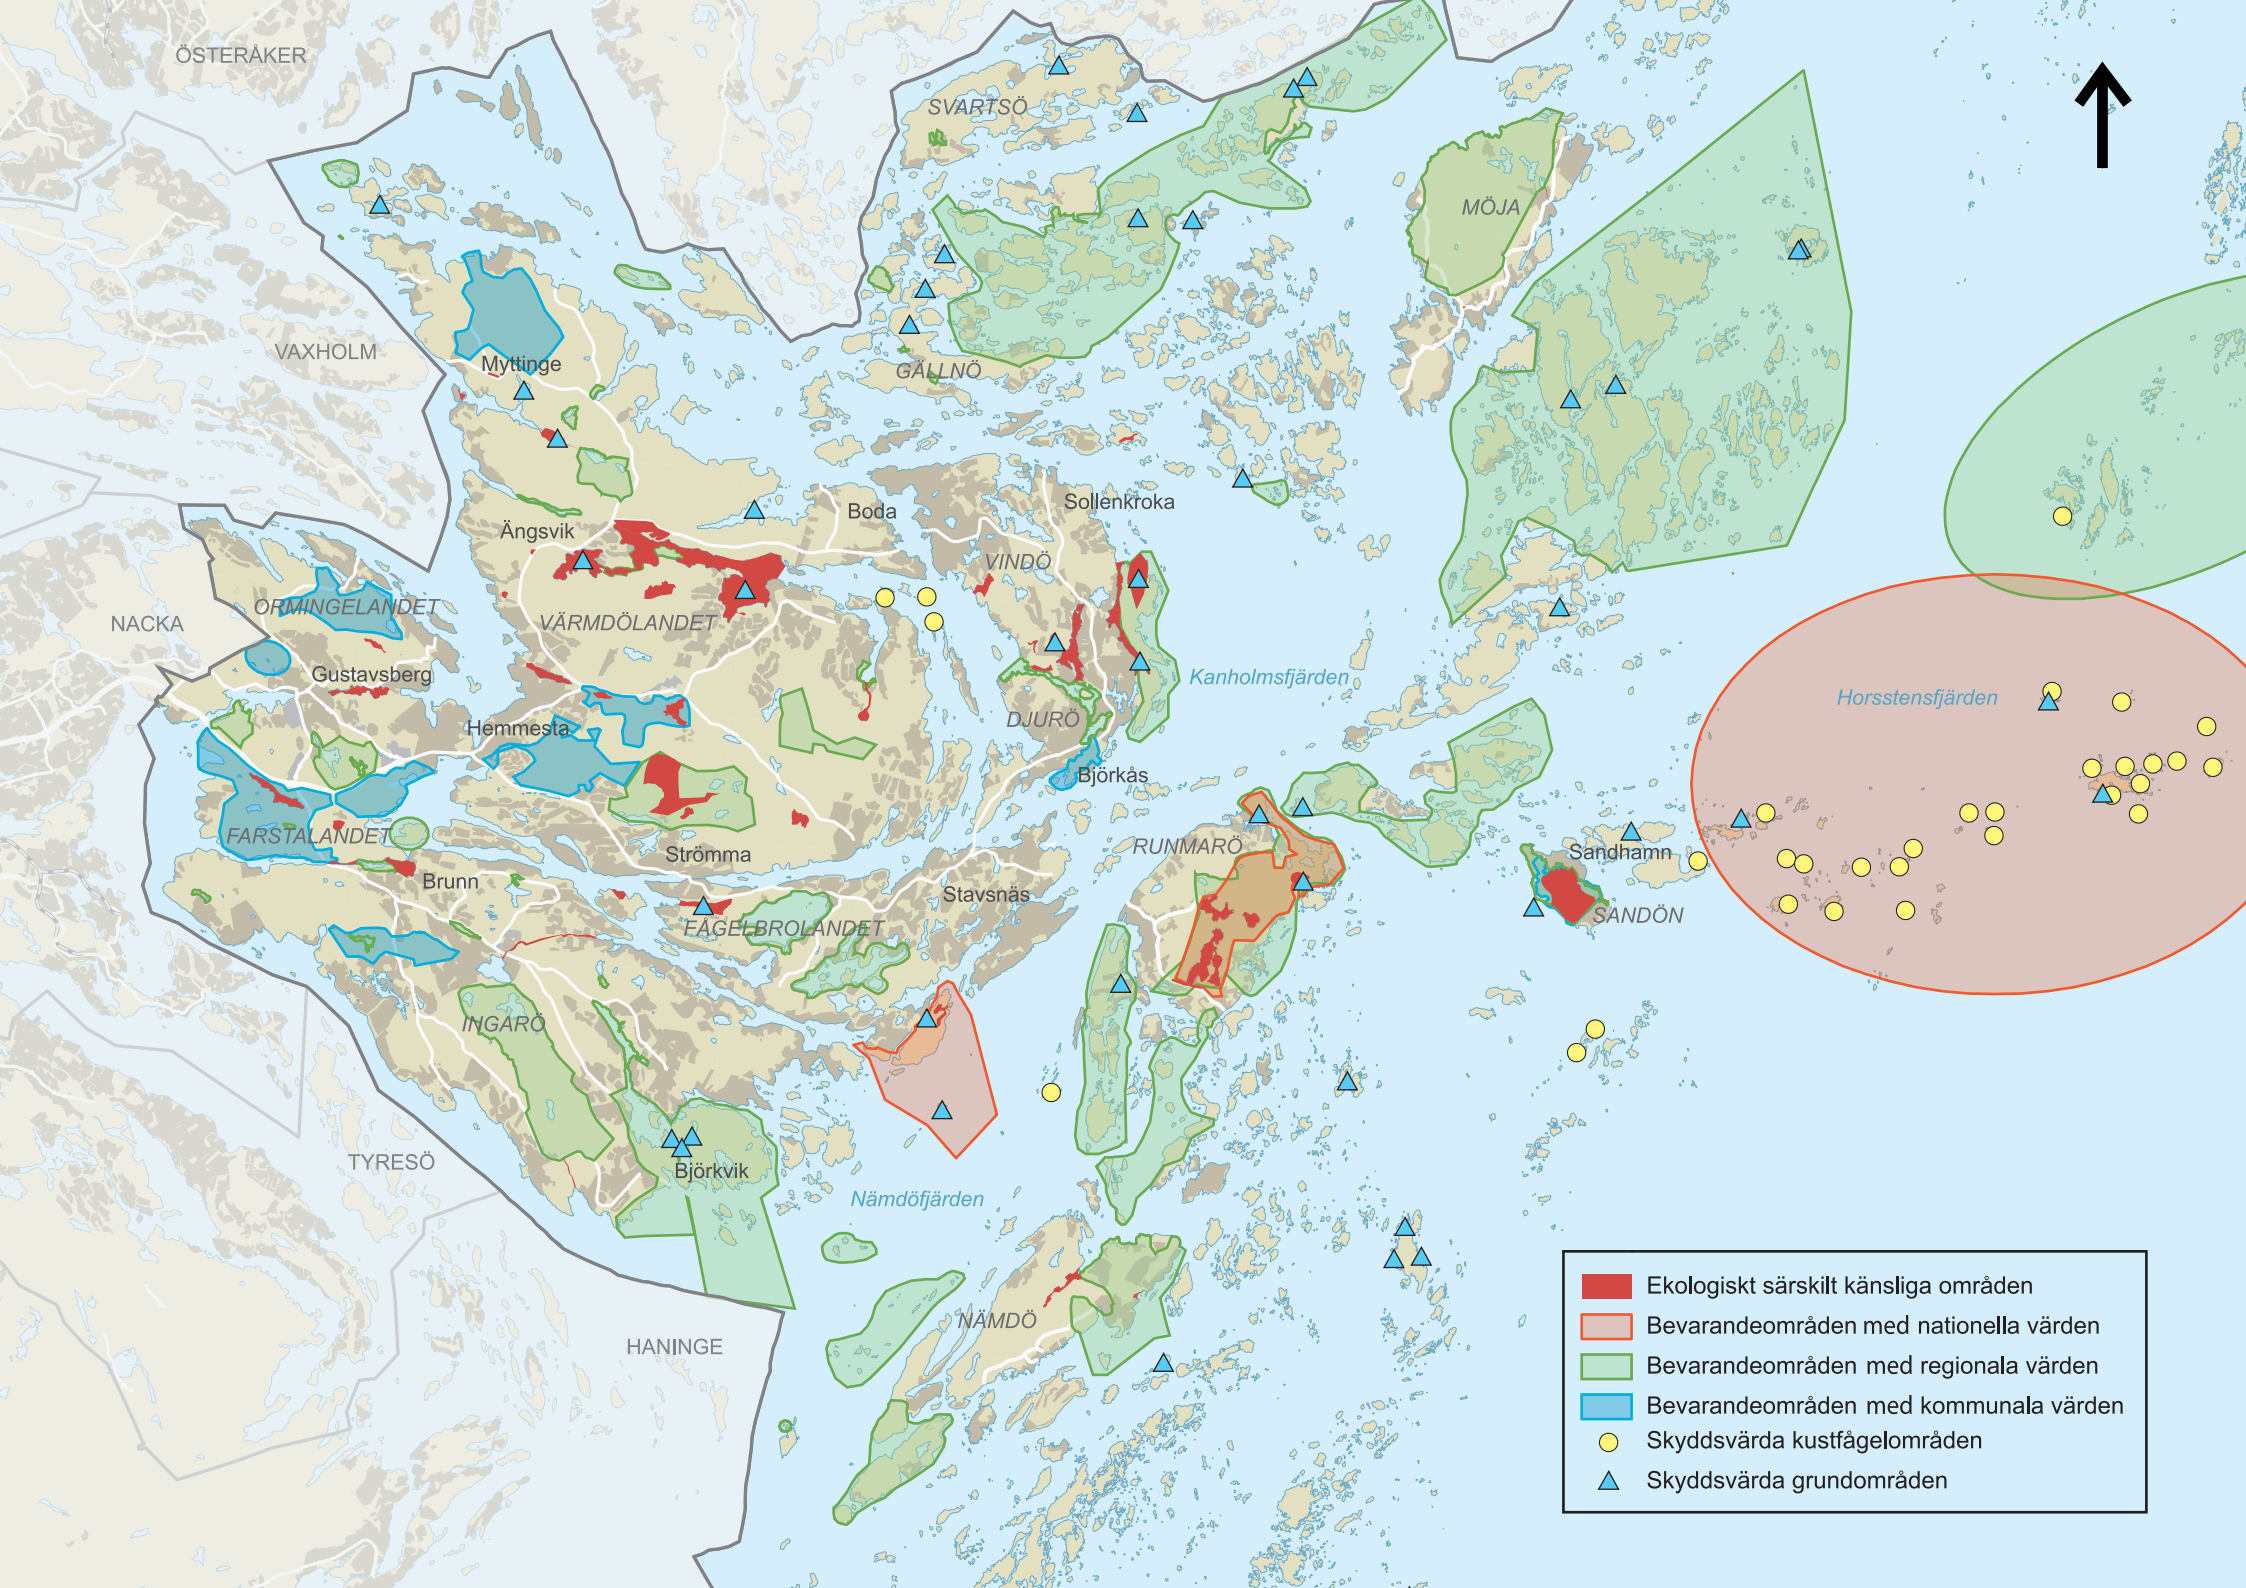 ÖSTERÅKER
SVARTSÖ
MÖJA
VAXHOLM
Myttinge
GÄLLNÖ
Boda
Sollenkroka
Ängsvik
VINDÖ
ORMINGELANDET
NACKA
VÄRMDÖLANDET
Gustavsberg
Kanholmsfjärden
Horsstensfjärden
DJURÖ
Hemmesta
Björkås
FARSTALANDET
RUNMARÖ
Strömma
Sandhamn
Brunn
Stavsnäs
SANDÖN
FÅGELBROLANDET
INGARÖ
TYRESÖ
Björkvik
Nämdöfjärden
NÄMDÖ
HANINGE
Ekologiskt särskilt känsliga områden
Bevarandeområden med nationella värden
Bevarandeområden med regionala värden
Bevarandeområden med kommunala värden
Skyddsvärda kustfågelområden
Skyddsvärda grundområden